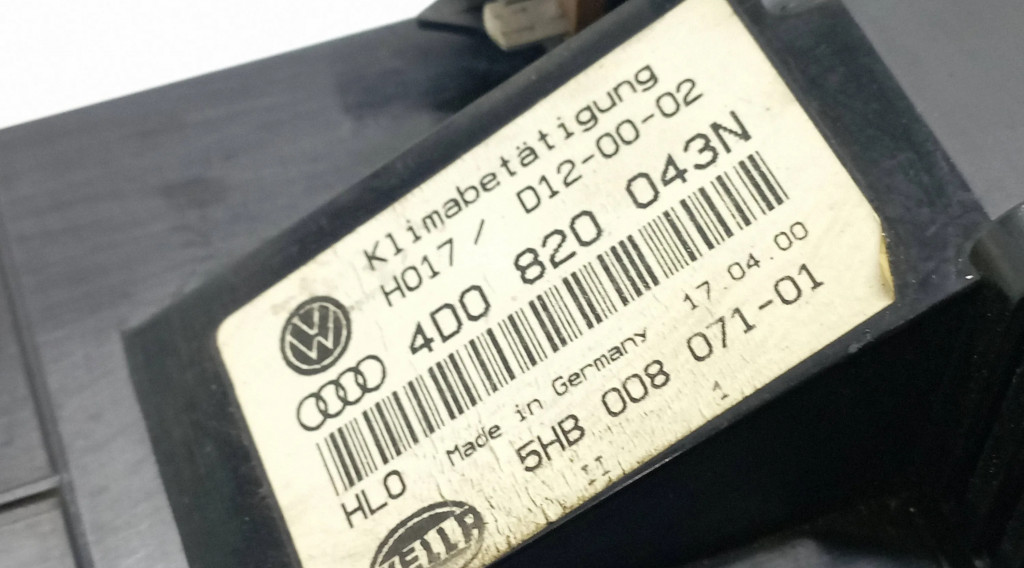 Klimabetätigung
H017/ D12-00-02
4D0 820 043N
Made in Germany 17.04.00
HL0 5HB 008 071-01
1
HELLA